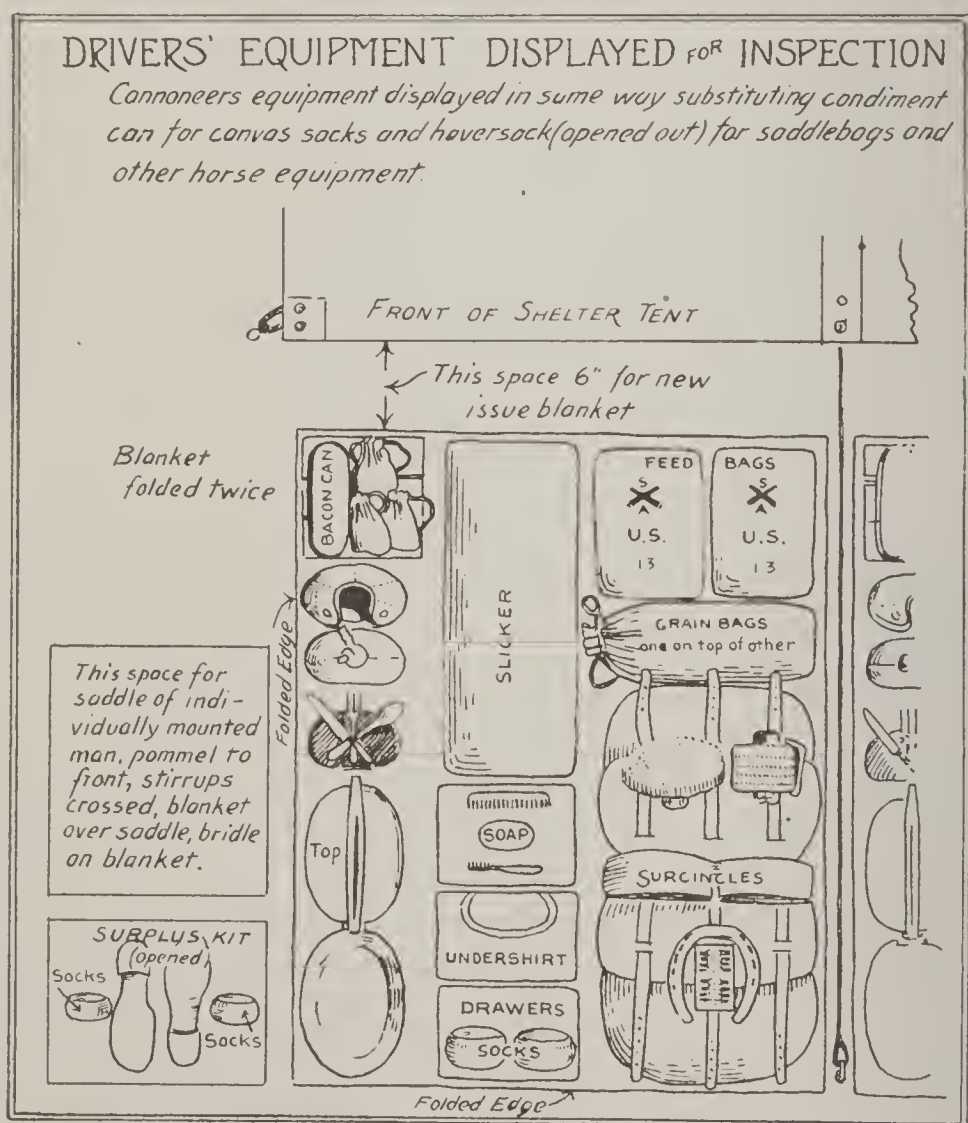 DRIVERS' EQUIPMENT DISPLAYED FOR INSPECTION
Cannoneers equipment displayed in same way substituting condiment
can for canvas sacks and haversack (opened out) for saddlebags and
other horse equipment.
FRONT OF SHELTER TENT
This space 6" for new
issue blanket
Blanket
folded twice
BACON CAN
SLICKER
FEED BAGS
S
X
A
U.S.
13
S
X
A
U.S.
13
GRAIN BAGS
one on top of other
Folded Edge
This space for
saddle of indi-
vidually mounted
man, pommel to
front, stirrups
crossed, blanket
over saddle, bridle
on blanket.
Top
SOAP
SURCINCLES
UNDERSHIRT
DRAWERS
SOCKS
SURPLUS KIT
(opened)
Socks
Socks
Folded Edge